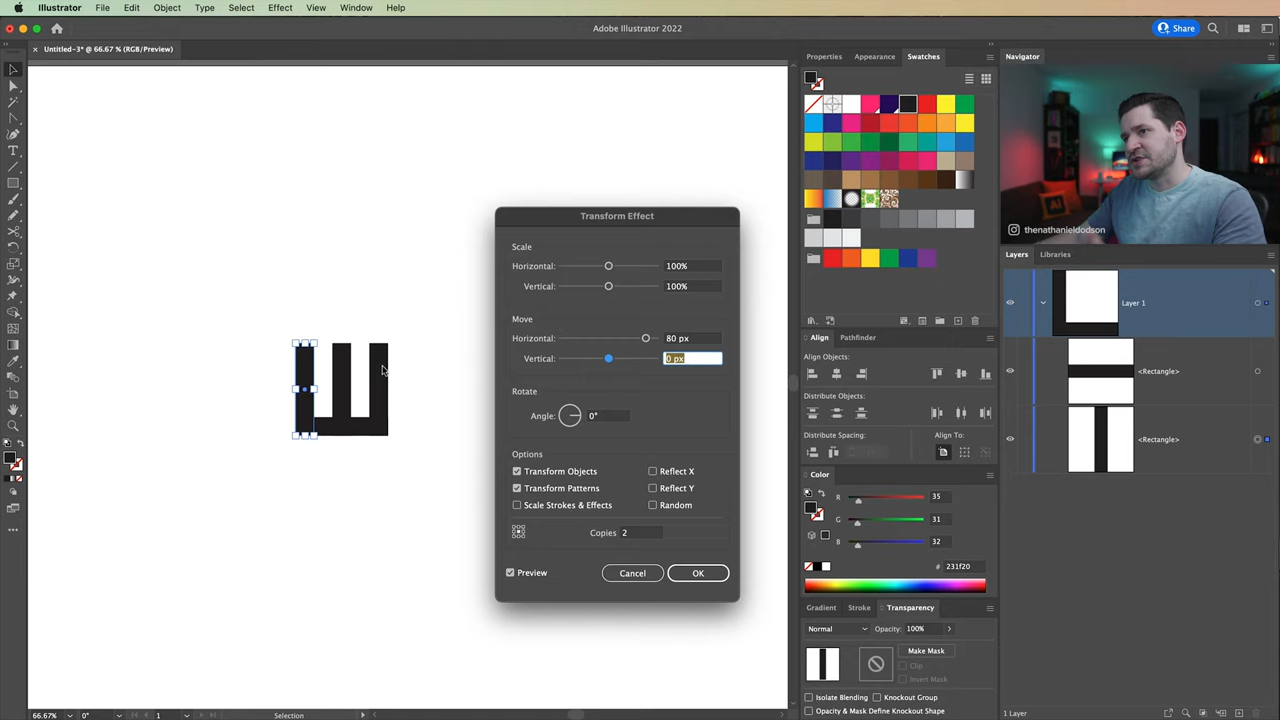 Illustrator File Edit Object Type Select Effect View Window Help
Adobe Illustrator 2022
Share
Untitled-3* @ 66.67 % (RGB/Preview)
Properties Appearance Swatches
Navigator
thenathanieldodson
Transform Effect
Scale
Horizontal: 100%
Vertical: 100%
Move
Horizontal: 80 px
Vertical: 0 px
Rotate
Angle: 0°
Options
Transform Objects Reflect X
Transform Patterns Reflect Y
Scale Strokes & Effects Random
Copies 2
Preview Cancel OK
Layers Libraries
Layer 1
<Rectangle>
<Rectangle>
Align Pathfinder
Align Objects:
Distribute Objects:
Distribute Spacing: Align To:
Color
R 35
G 31
B 32
# 231f20
Gradient Stroke Transparency
Normal Opacity: 100%
Make Mask
Clip
Invert Mask
Isolate Blending Knockout Group
Opacity & Mask Define Knockout Shape
66.67% 0° 1 Selection
1 Layer